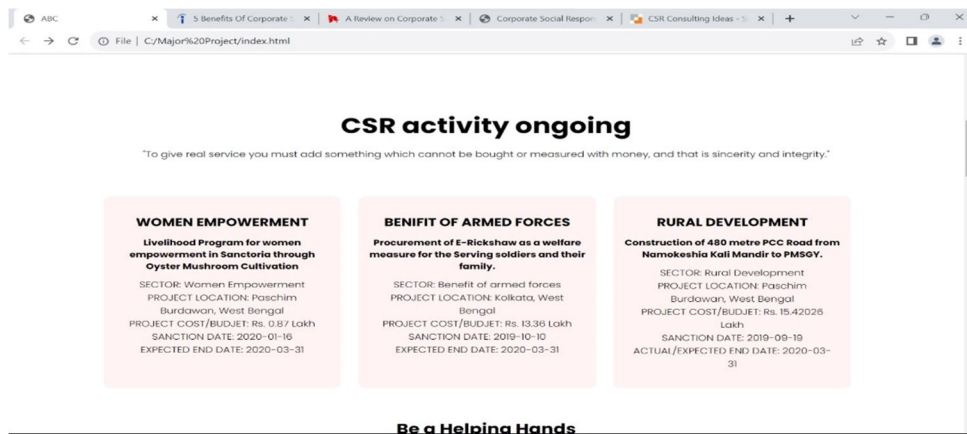 ABC
5 Benefits Of Corporate S
A Review on Corporate S
Corporate Social Respon
CSR Consulting Ideas - S
File | C:/Major%20Project/index.html
CSR activity ongoing
"To give real service you must add something which cannot be bought or measured with money, and that is sincerity and integrity."
WOMEN EMPOWERMENT
Livelihood Program for women
empowerment in Sanctoria through
Oyster Mushroom Cultivation
SECTOR: Women Empowerment
PROJECT LOCATION: Paschim
Burdawan, West Bengal
PROJECT COST/BUDJET: Rs. 0.87 Lakh
SANCTION DATE: 2020-01-16
EXPECTED END DATE: 2020-03-31
BENIFIT OF ARMED FORCES
Procurement of E-Rickshaw as a welfare
measure for the Serving soldiers and their
family.
SECTOR: Benefit of armed forces
PROJECT LOCATION: Kolkata, West
Bengal
PROJECT COST/BUDJET: Rs. 13.36 Lakh
SANCTION DATE: 2019-10-10
EXPECTED END DATE: 2020-03-31
RURAL DEVELOPMENT
Construction of 480 metre PCC Road from
Namokeshia Kali Mandir to PMSGY.
SECTOR: Rural Development
PROJECT LOCATION: Paschim
Burdawan, West Bengal
PROJECT COST/BUDJET: Rs. 15.42026
Lakh
SANCTION DATE: 2019-09-19
ACTUAL/EXPECTED END DATE: 2020-03-
31
Be a Helping Hands